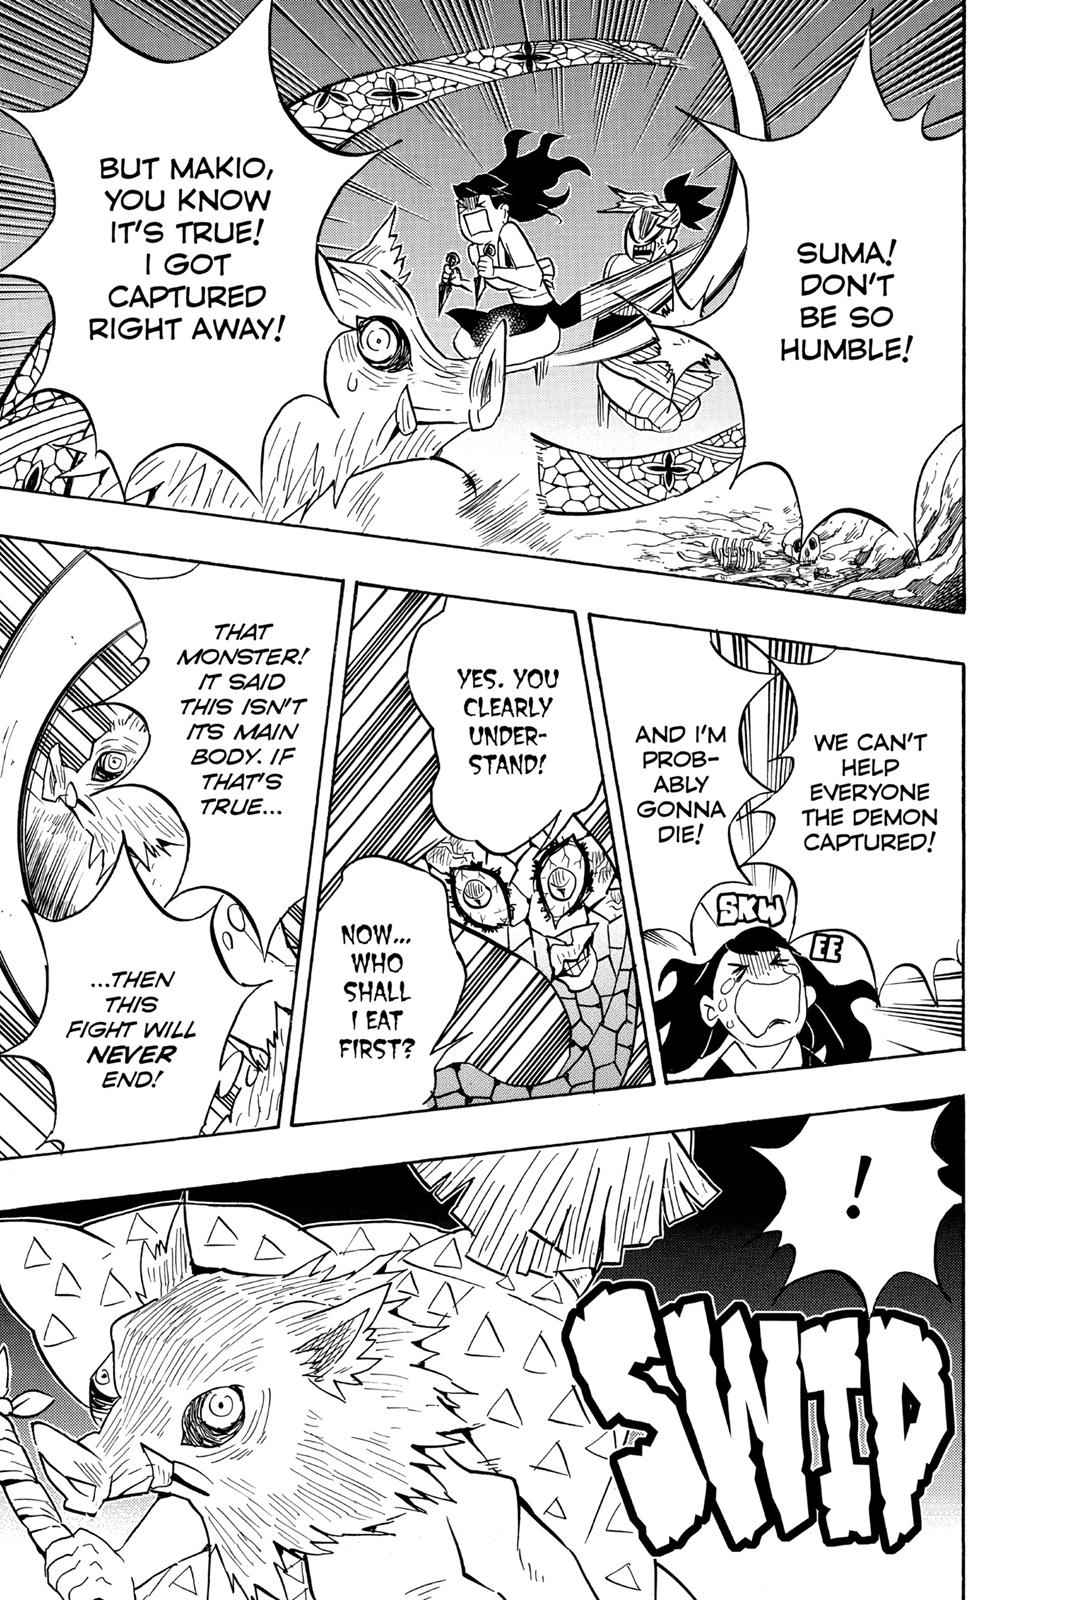 SUMA!
DON'T
BE SO
HUMBLE!
BUT MAKIO,
YOU KNOW
IT'S TRUE!
I GOT
CAPTURED
RIGHT AWAY!
WE CAN'T
HELP
EVERYONE
THE DEMON
CAPTURED!
AND I'M
PROB-
ABLY
GONNA
DIE!
SKW
EE
YES. YOU
CLEARLY
UNDER-
STAND!
NOW...
WHO
SHALL
I EAT
FIRST?
THAT
MONSTER!
IT SAID
THIS ISN'T
ITS MAIN
BODY. IF
THAT'S
TRUE...
...THEN
THIS
FIGHT WILL
NEVER
END!
!
SWIP